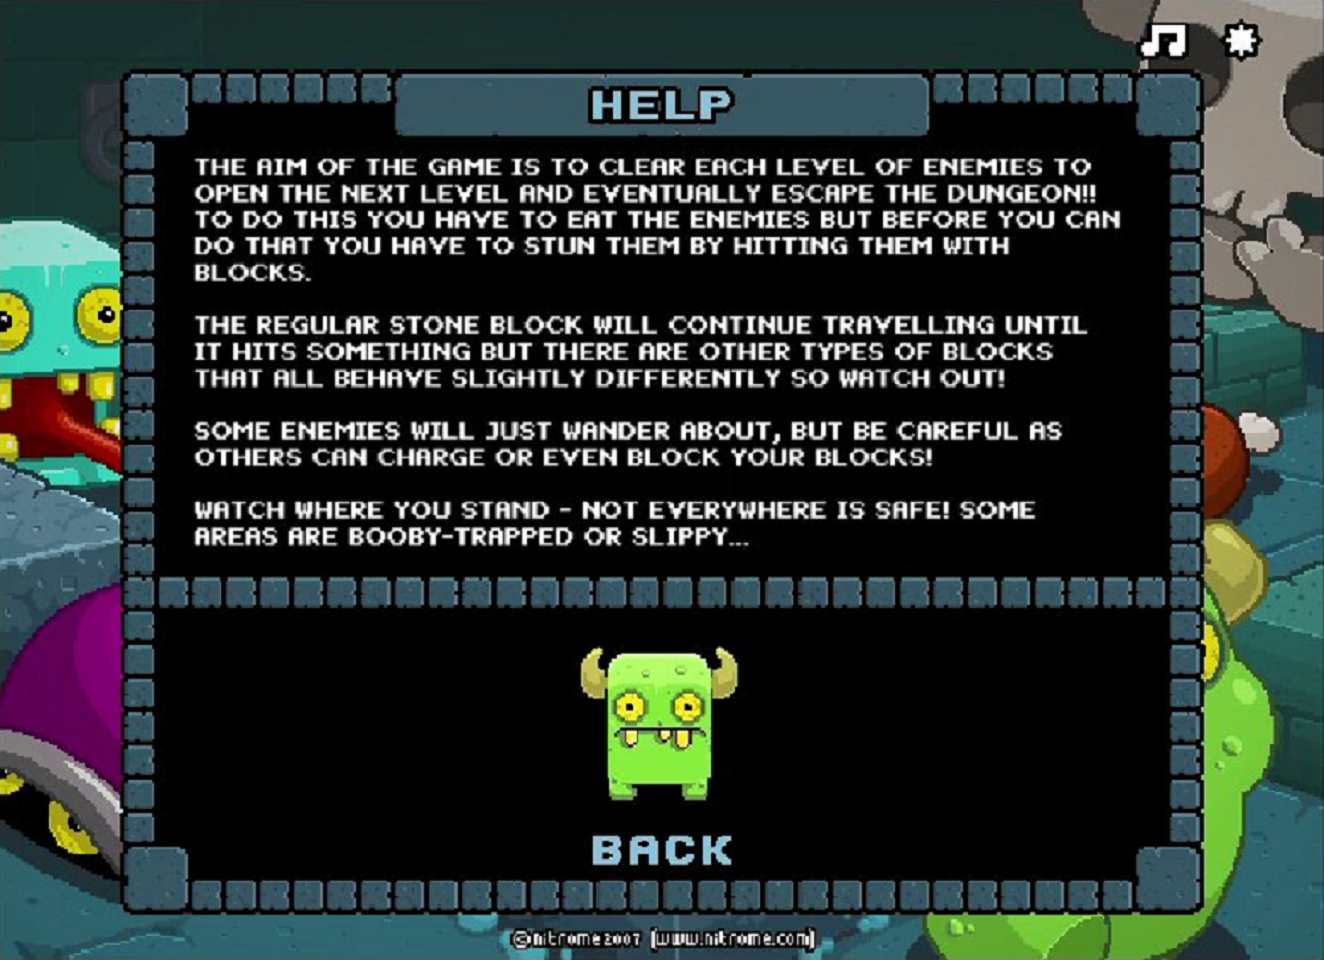 HELP
THE AIM OF THE GAME IS TO CLEAR EACH LEVEL OF ENEMIES TO
OPEN THE NEXT LEVEL AND EVENTUALLY ESCAPE THE DUNGEON!!
TO DO THIS YOU HAVE TO EAT THE ENEMIES BUT BEFORE YOU CAN
DO THAT YOU HAVE TO STUN THEM BY HITTING THEM WITH
BLOCKS.
THE REGULAR STONE BLOCK WILL CONTINUE TRAVELLING UNTIL
IT HITS SOMETHING BUT THERE ARE OTHER TYPES OF BLOCKS
THAT ALL BEHAVE SLIGHTLY DIFFERENTLY SO WATCH OUT!
SOME ENEMIES WILL JUST WANDER ABOUT, BUT BE CAREFUL AS
OTHERS CAN CHARGE OR EVEN BLOCK YOUR BLOCKS!
WATCH WHERE YOU STAND - NOT EVERYWHERE IS SAFE! SOME
AREAS ARE BOOBY-TRAPPED OR SLIPPY...
BACK
©nitrome2007 [www.nitrome.com]